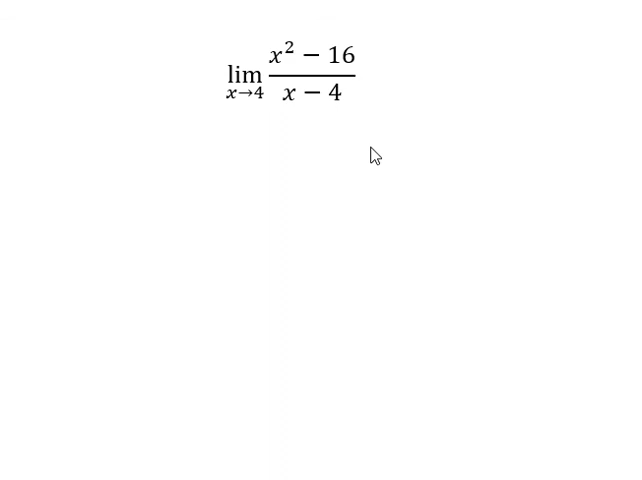 lim x→4 x² − 16 / x − 4